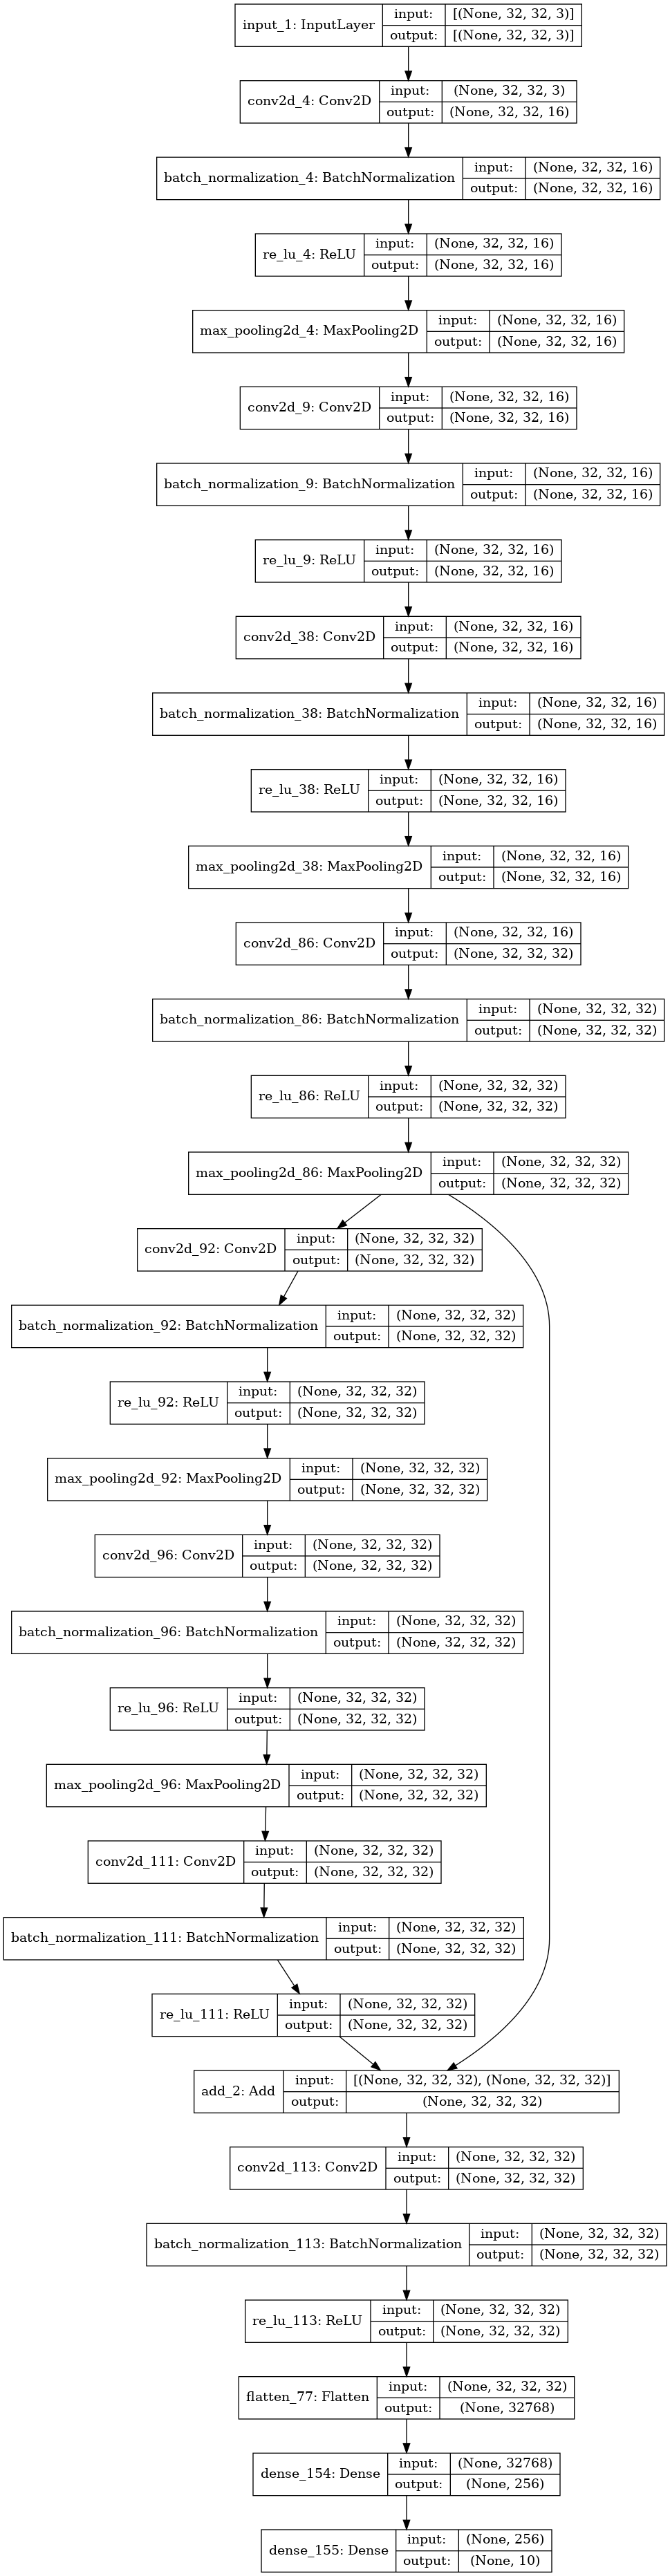 input_1: InputLayer
input: [(None, 32, 32, 3)]
output: [(None, 32, 32, 3)]
conv2d_4: Conv2D
input: (None, 32, 32, 3)
output: (None, 32, 32, 16)
batch_normalization_4: BatchNormalization
input: (None, 32, 32, 16)
output: (None, 32, 32, 16)
re_lu_4: ReLU
input: (None, 32, 32, 16)
output: (None, 32, 32, 16)
max_pooling2d_4: MaxPooling2D
input: (None, 32, 32, 16)
output: (None, 32, 32, 16)
conv2d_9: Conv2D
input: (None, 32, 32, 16)
output: (None, 32, 32, 16)
batch_normalization_9: BatchNormalization
input: (None, 32, 32, 16)
output: (None, 32, 32, 16)
re_lu_9: ReLU
input: (None, 32, 32, 16)
output: (None, 32, 32, 16)
conv2d_38: Conv2D
input: (None, 32, 32, 16)
output: (None, 32, 32, 16)
batch_normalization_38: BatchNormalization
input: (None, 32, 32, 16)
output: (None, 32, 32, 16)
re_lu_38: ReLU
input: (None, 32, 32, 16)
output: (None, 32, 32, 16)
max_pooling2d_38: MaxPooling2D
input: (None, 32, 32, 16)
output: (None, 32, 32, 16)
conv2d_86: Conv2D
input: (None, 32, 32, 16)
output: (None, 32, 32, 32)
batch_normalization_86: BatchNormalization
input: (None, 32, 32, 32)
output: (None, 32, 32, 32)
re_lu_86: ReLU
input: (None, 32, 32, 32)
output: (None, 32, 32, 32)
max_pooling2d_86: MaxPooling2D
input: (None, 32, 32, 32)
output: (None, 32, 32, 32)
conv2d_92: Conv2D
input: (None, 32, 32, 32)
output: (None, 32, 32, 32)
batch_normalization_92: BatchNormalization
input: (None, 32, 32, 32)
output: (None, 32, 32, 32)
re_lu_92: ReLU
input: (None, 32, 32, 32)
output: (None, 32, 32, 32)
max_pooling2d_92: MaxPooling2D
input: (None, 32, 32, 32)
output: (None, 32, 32, 32)
conv2d_96: Conv2D
input: (None, 32, 32, 32)
output: (None, 32, 32, 32)
batch_normalization_96: BatchNormalization
input: (None, 32, 32, 32)
output: (None, 32, 32, 32)
re_lu_96: ReLU
input: (None, 32, 32, 32)
output: (None, 32, 32, 32)
max_pooling2d_96: MaxPooling2D
input: (None, 32, 32, 32)
output: (None, 32, 32, 32)
conv2d_111: Conv2D
input: (None, 32, 32, 32)
output: (None, 32, 32, 32)
batch_normalization_111: BatchNormalization
input: (None, 32, 32, 32)
output: (None, 32, 32, 32)
re_lu_111: ReLU
input: (None, 32, 32, 32)
output: (None, 32, 32, 32)
add_2: Add
input: [(None, 32, 32, 32), (None, 32, 32, 32)]
output: (None, 32, 32, 32)
conv2d_113: Conv2D
input: (None, 32, 32, 32)
output: (None, 32, 32, 32)
batch_normalization_113: BatchNormalization
input: (None, 32, 32, 32)
output: (None, 32, 32, 32)
re_lu_113: ReLU
input: (None, 32, 32, 32)
output: (None, 32, 32, 32)
flatten_77: Flatten
input: (None, 32, 32, 32)
output: (None, 32768)
dense_154: Dense
input: (None, 32768)
output: (None, 256)
dense_155: Dense
input: (None, 256)
output: (None, 10)